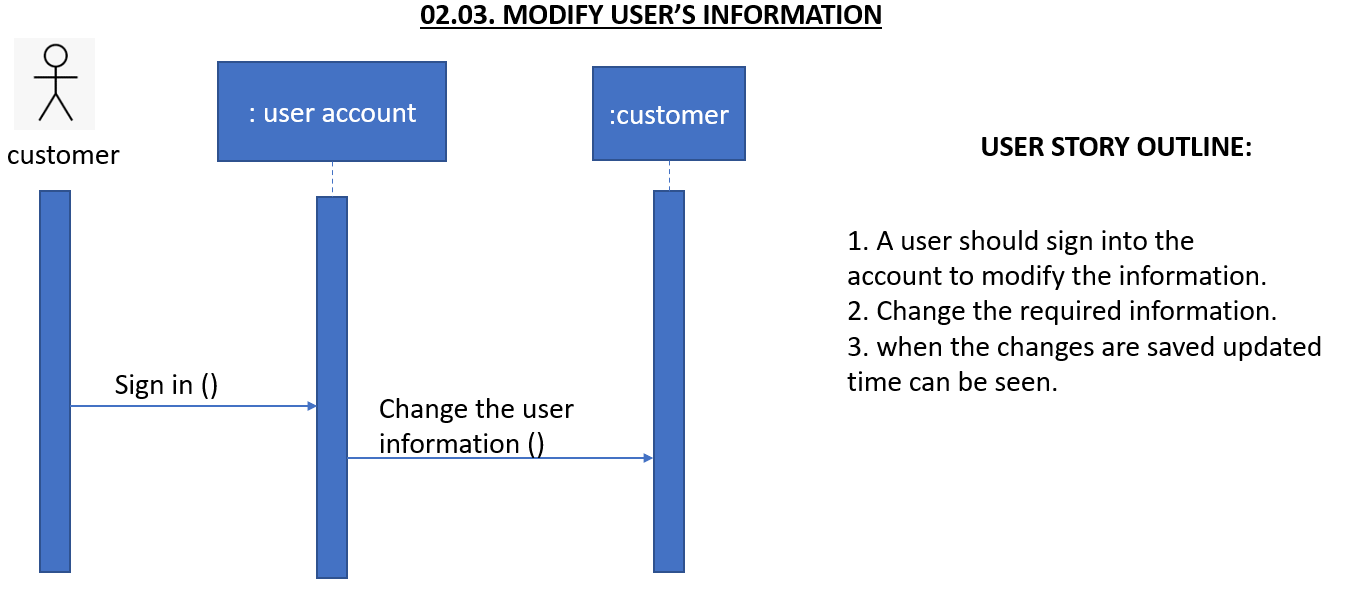 02.03. MODIFY USER’S INFORMATION
customer
: user account
:customer
Sign in ()
Change the user
information ()
USER STORY OUTLINE:
1. A user should sign into the
account to modify the information.
2. Change the required information.
3. when the changes are saved updated
time can be seen.